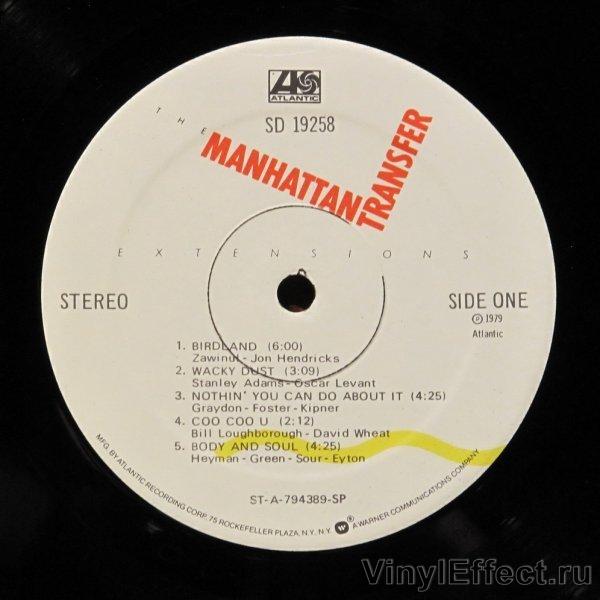 ATLANTIC
SD 19258
THE
MANHATTAN
TRANSFER
EXTENSIONS
STEREO
SIDE ONE
℗1979
Atlantic
1. BIRDLAND (6:00)
Zawinul - Jon Hendricks
2. WACKY DUST (3:09)
Stanley Adams - Oscar Levant
3. NOTHIN' YOU CAN DO ABOUT IT (4:25)
Graydon - Foster - Kipner
4. COO COO U (2:12)
Bill Loughborough - David Wheat
5. BODY AND SOUL (4:25)
Heyman - Green - Sour - Eyton
ST-A-794389-SP
MFG. BY ATLANTIC RECORDING CORP. 75 ROCKEFELLER PLAZA, N.Y. N.Y. ® A WARNER COMMUNICATIONS COMPANY
VinylEffect.ru